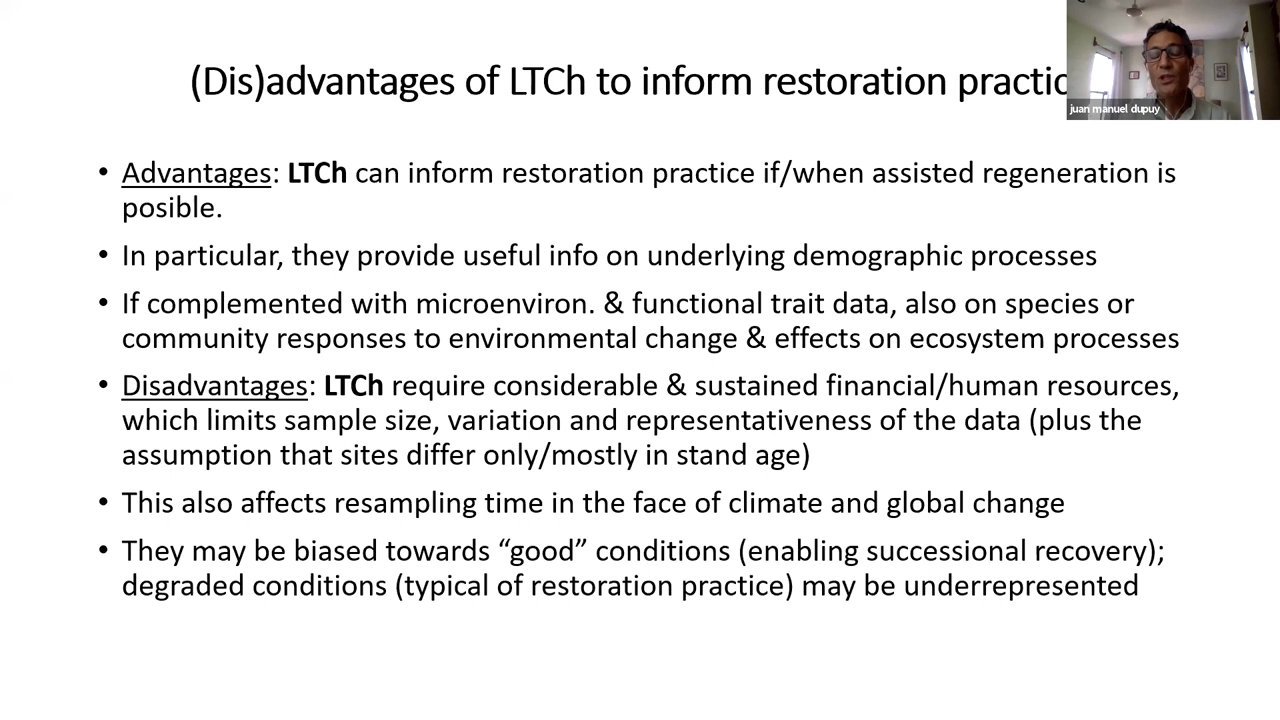 (Dis)advantages of LTCh to inform restoration practic
juan manuel dupuy
• Advantages: LTCh can inform restoration practice if/when assisted regeneration is
posible.
• In particular, they provide useful info on underlying demographic processes
• If complemented with microenviron. & functional trait data, also on species or
community responses to environmental change & effects on ecosystem processes
• Disadvantages: LTCh require considerable & sustained financial/human resources,
which limits sample size, variation and representativeness of the data (plus the
assumption that sites differ only/mostly in stand age)
• This also affects resampling time in the face of climate and global change
• They may be biased towards “good” conditions (enabling successional recovery);
degraded conditions (typical of restoration practice) may be underrepresented